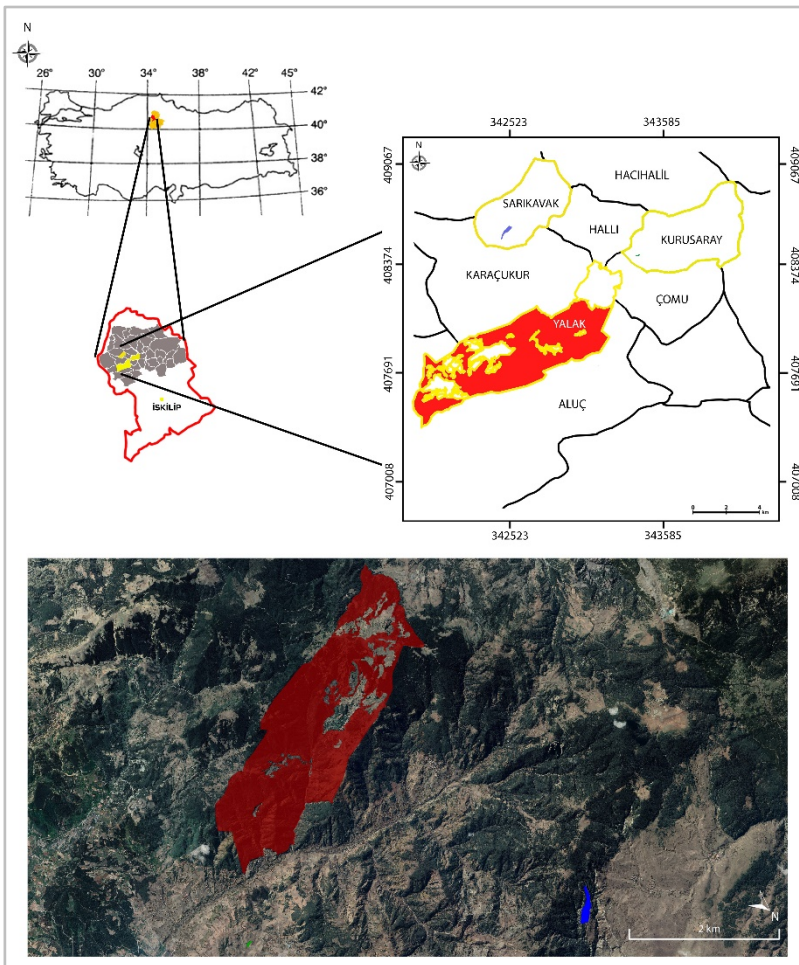 N
26° 30° 34° 38° 42° 45°
42°
40°
38°
36°
İSKİLİP
342523 343585
N
409067 409067
408374 408374
407691 407691
407008 407008
HACIHALİL
SARIKAVAK
HALLI
KURUSARAY
KARAÇUKUR
ÇOMU
YALAK
ALUÇ
0 2 4
km
342523 343585
N
2 km